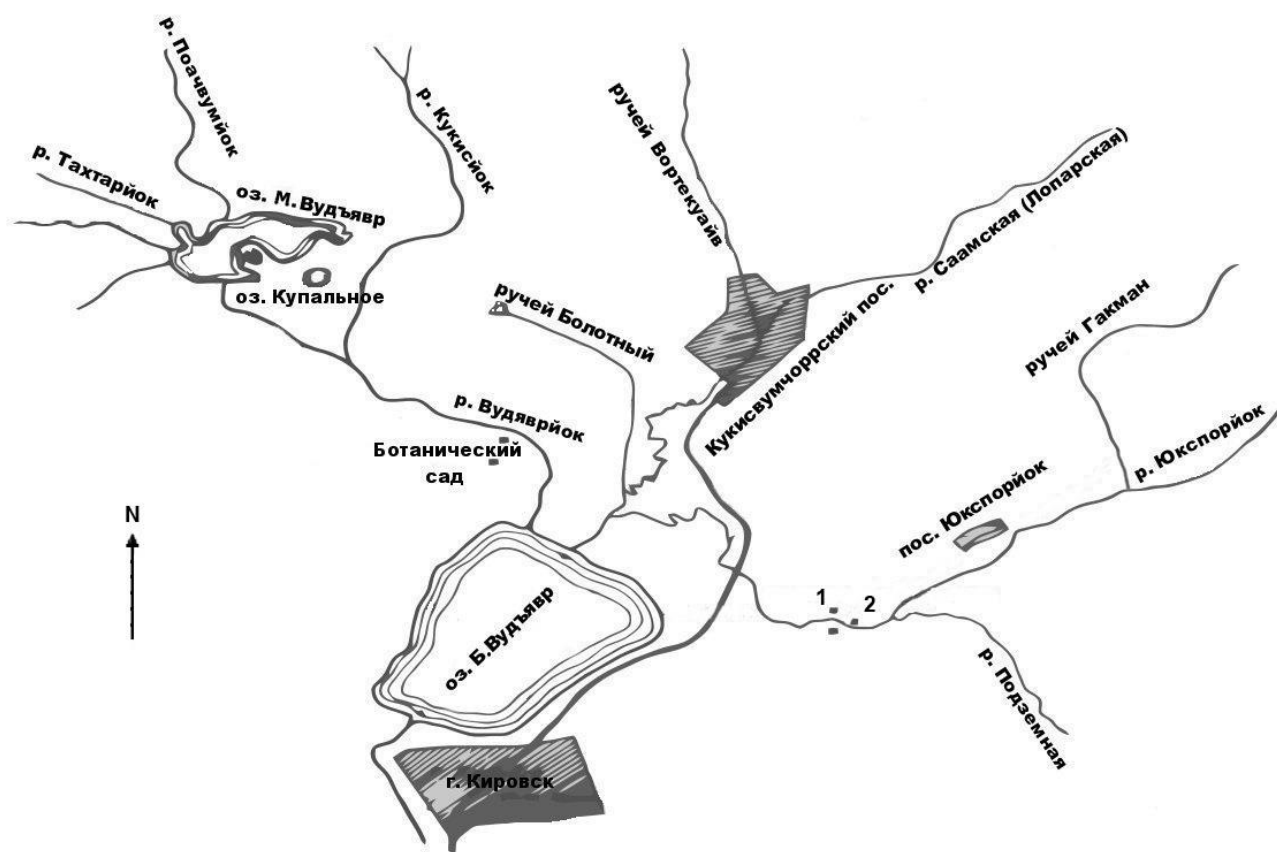 р. Поачвумйок
р. Кукисйок
ручей Вортекуайв
р. Саамская (Лопарская)
р. Тахтарйок
оз. М.Вудъявр
оз. Купальное
ручей Болотный
Кукисвумчоррский пос.
ручей Гакман
р. Вудяврйок
Ботанический
сад
р. Юкспорйок
пос. Юкспорйок
N
1
2
оз. Б.Вудъявр
р. Подземная
г. Кировск